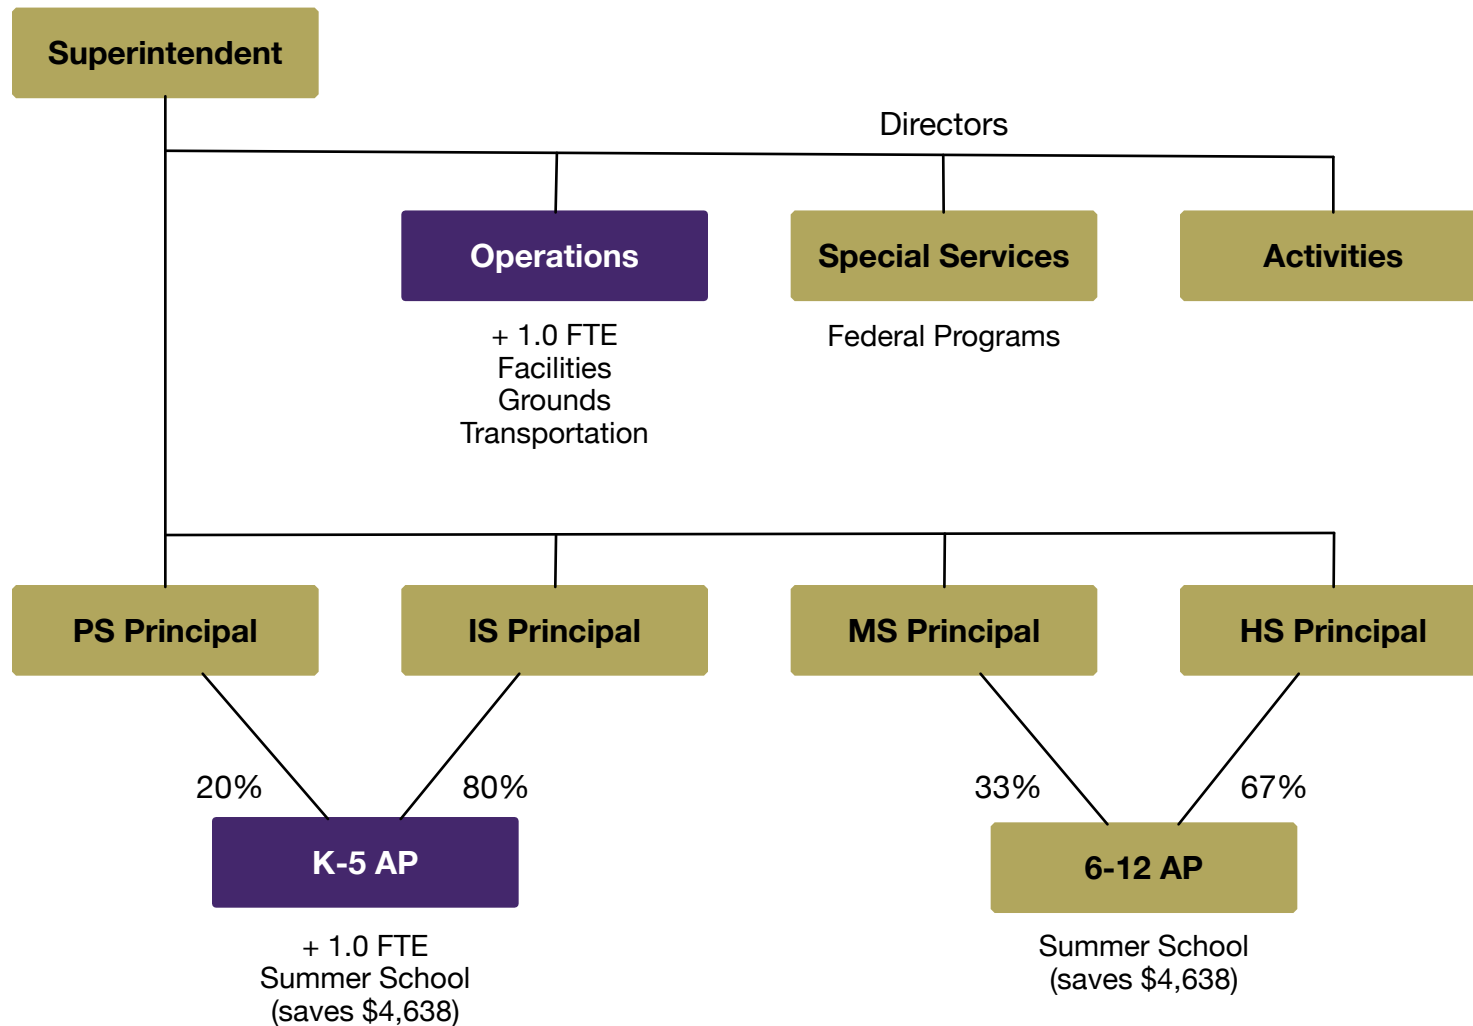 Superintendent
Directors
Operations
Special Services
Activities
+ 1.0 FTE
Facilities
Grounds
Transportation
Federal Programs
PS Principal
IS Principal
MS Principal
HS Principal
20%
80%
33%
67%
K-5 AP
6-12 AP
+ 1.0 FTE
Summer School
(saves $4,638)
Summer School
(saves $4,638)